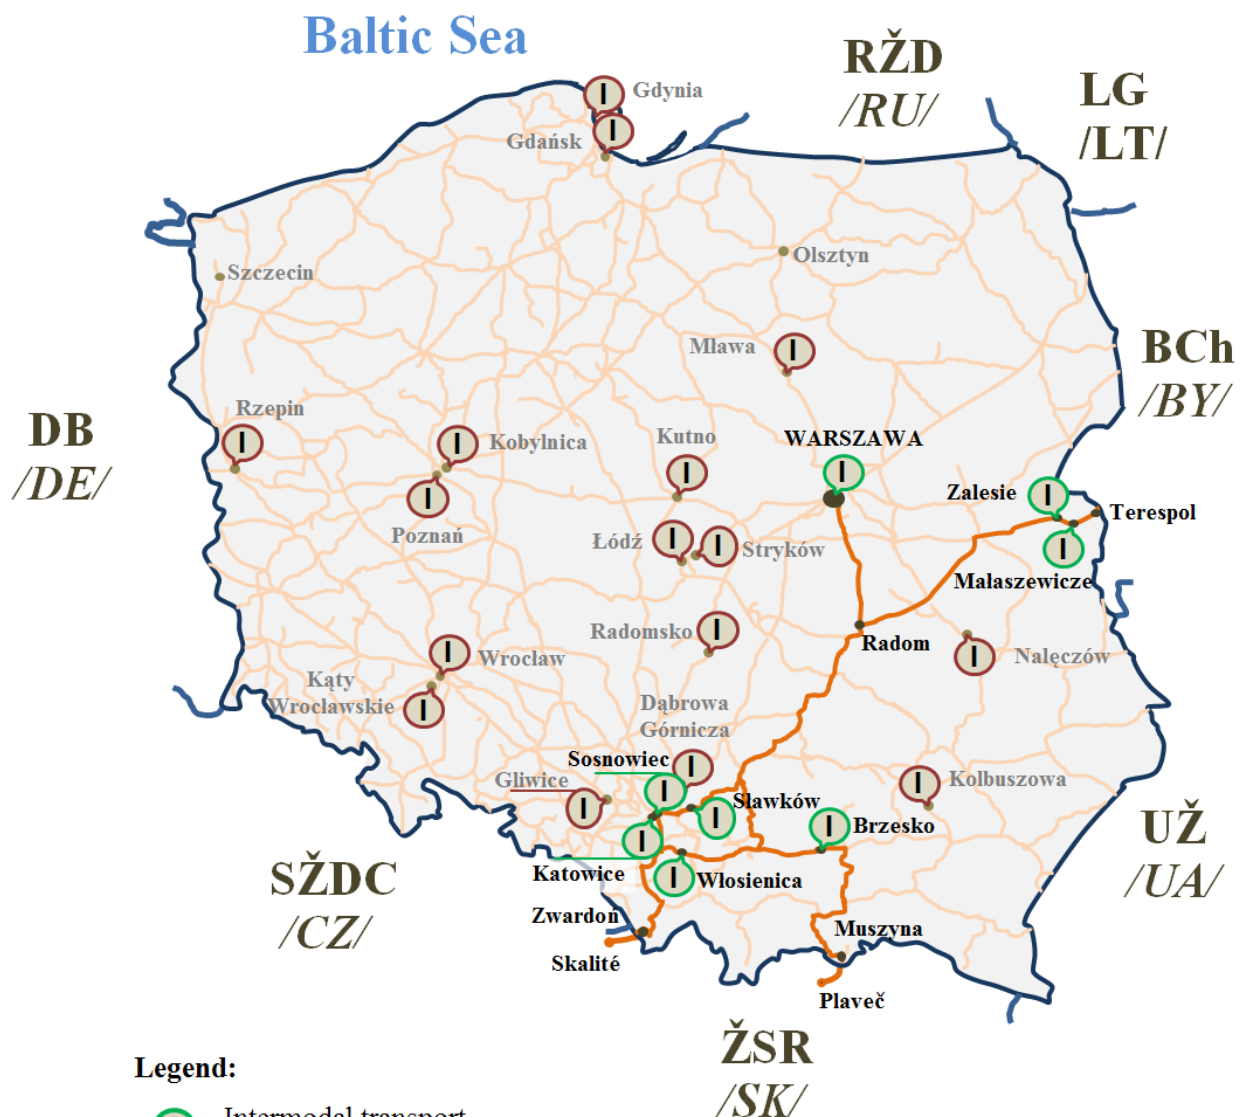 Baltic Sea
RŽD
/RU/
LG
/LT/
Gdynia
I
Gdańsk
I
Szczecin
Olsztyn
Mława
I
BCh
/BY/
DB
/DE/
Rzepin
I
Kobylnica
I
Poznań
I
Kutno
I
WARSZAWA
I
Zalesie
I
Terespol
Małaszewicze
I
Łódź
I
Stryków
I
Radomsko
I
Radom
Nałęczów
I
Wrocław
I
Kąty
Wrocławskie
I
Dąbrowa
Górnicza
I
Sosnowiec
I
Gliwice
I
Sławków
I
Kolbuszowa
I
Brzesko
I
Katowice
I
Włosienica
I
UŽ
/UA/
SŽDC
/CZ/
Zwardoń
Skalité
Muszyna
Plaveč
ŽSR
/SK/
Legend:
Intermodal transport